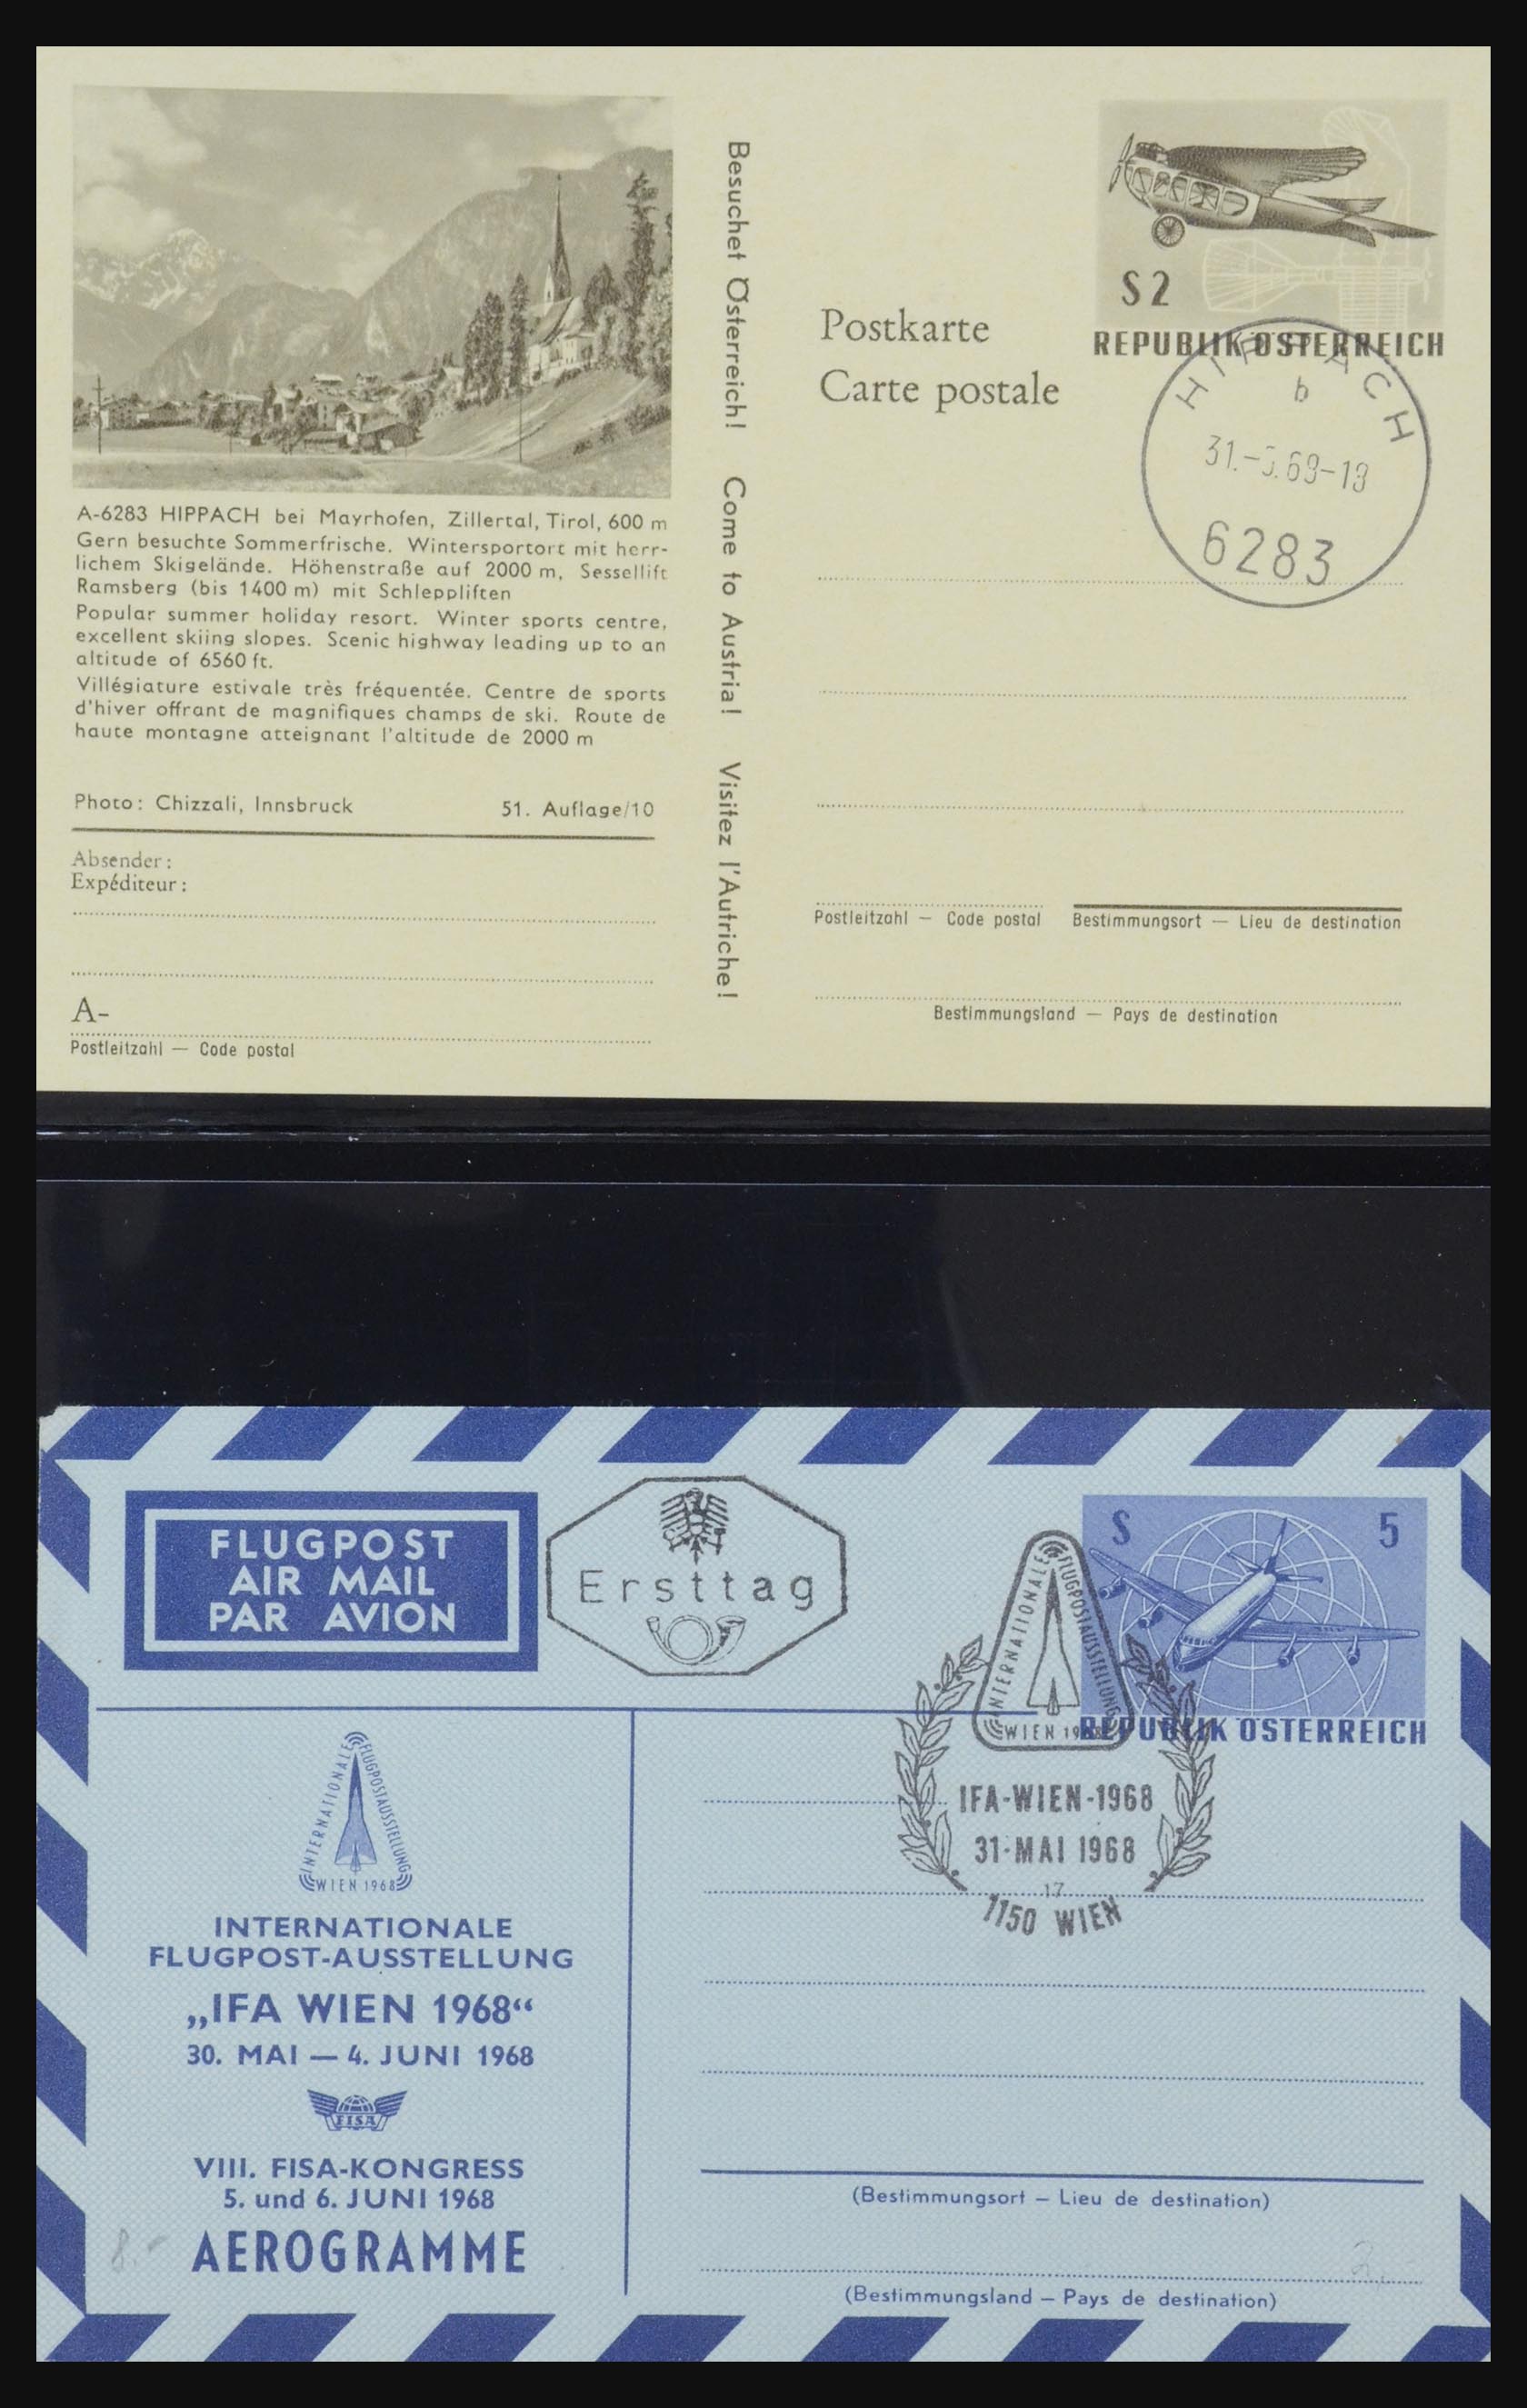 A-6283 HIPPACH bei Mayrhofen, Zillertal, Tirol, 600 m
Gern besuchte Sommerfrische. Wintersportort mit herr-
lichem Skigelände. Höhenstraße auf 2000 m, Sessellift
Ramsberg (bis 1400 m) mit Schleppliften
Popular summer holiday resort. Winter sports centre,
excellent skiing slopes. Scenic highway leading up to an
altitude of 6560 ft.
Villégiature estivale très fréquentée. Centre de sports
d'hiver offrant de magnifiques champs de ski. Route de
haute montagne atteignant l'altitude de 2000 m
Photo: Chizzali, Innsbruck 51. Auflage/10
Absender:
Expéditeur:
A-
Postleitzahl — Code postal
Besuchet Österreich! Come to Austria! Visitez l'Autriche!
S 2
REPUBLIK ÖSTERREICH
Postkarte
Carte postale
HIPPACH
b
6283
Postleitzahl — Code postal Bestimmungsort — Lieu de destination
Bestimmungsland — Pays de destination
FLUGPOST
AIR MAIL
PAR AVION
Ersttag
S 5
REPUBLIK ÖSTERREICH
INTERNATIONALE FLUGPOSTAUSSTELLUNG
WIEN 1968
IFA-WIEN-1968
31·MAI 1968
17
1150 WIEN
INTERNATIONALE FLUGPOSTAUSSTELLUNG
WIEN 1968
INTERNATIONALE
FLUGPOST-AUSSTELLUNG
„IFA WIEN 1968“
30. MAI — 4. JUNI 1968
FISA
VIII. FISA-KONGRESS
5. und 6. JUNI 1968
8.-
AEROGRAMME
(Bestimmungsort – Lieu de destination)
(Bestimmungsland – Pays de destination)